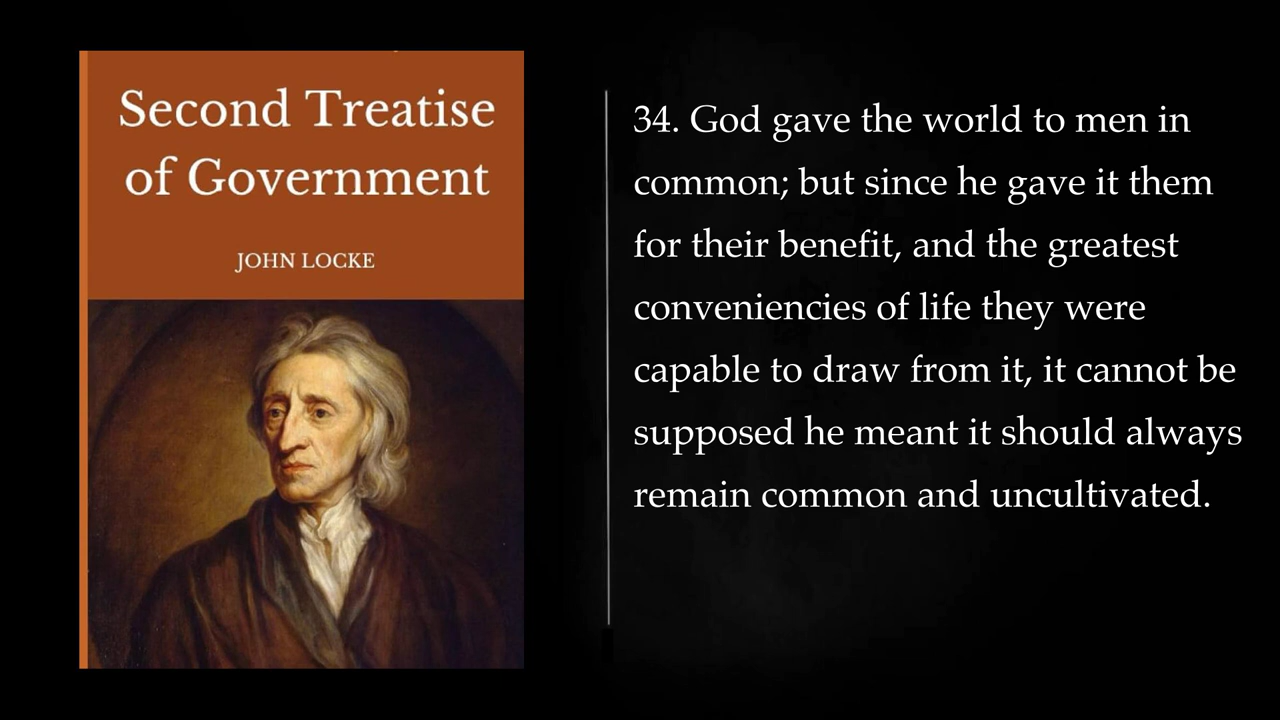 Second Treatise
of Government
JOHN LOCKE
34. God gave the world to men in
common; but since he gave it them
for their benefit, and the greatest
conveniencies of life they were
capable to draw from it, it cannot be
supposed he meant it should always
remain common and uncultivated.